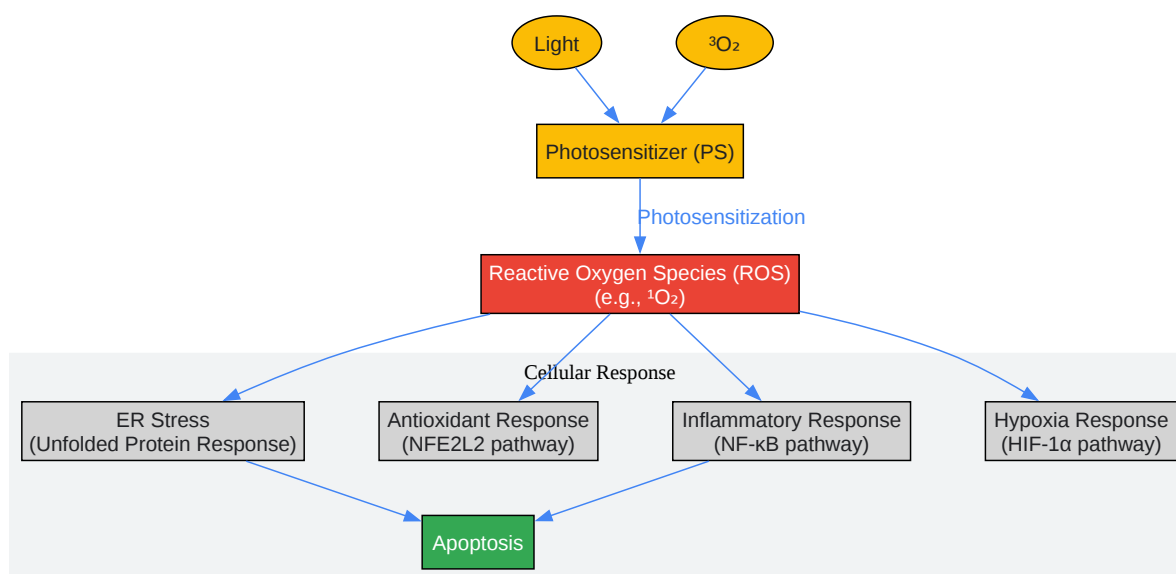 Light
³O₂
Photosensitizer (PS)
Photosensitization
Reactive Oxygen Species (ROS)
(e.g., ¹O₂)
Cellular Response
ER Stress
(Unfolded Protein Response)
Antioxidant Response
(NFE2L2 pathway)
Inflammatory Response
(NF-κB pathway)
Hypoxia Response
(HIF-1α pathway)
Apoptosis